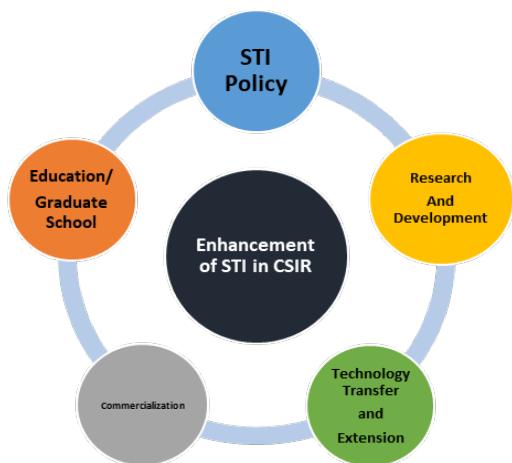 STI
Policy
Research
And
Development
Technology
Transfer
and
Extension
Commercialization
Education/
Graduate
School
Enhancement
of STI in CSIR